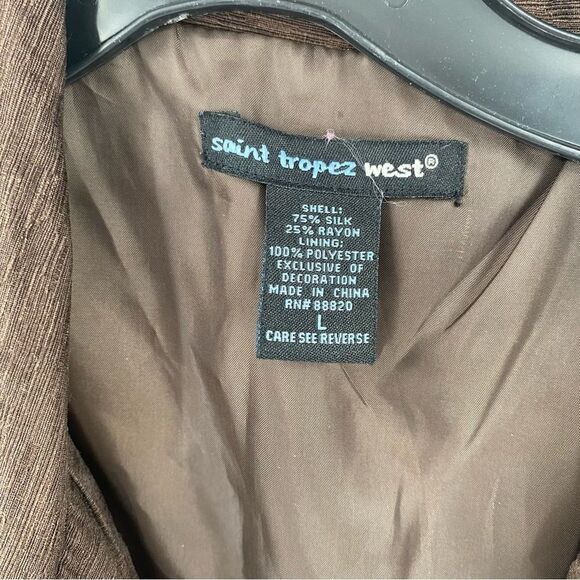 saint tropez west®
SHELL:
75% SILK
25% RAYON
LINING:
100% POLYESTER
EXCLUSIVE OF
DECORATION
MADE IN CHINA
RN# 88820
L
CARE SEE REVERSE